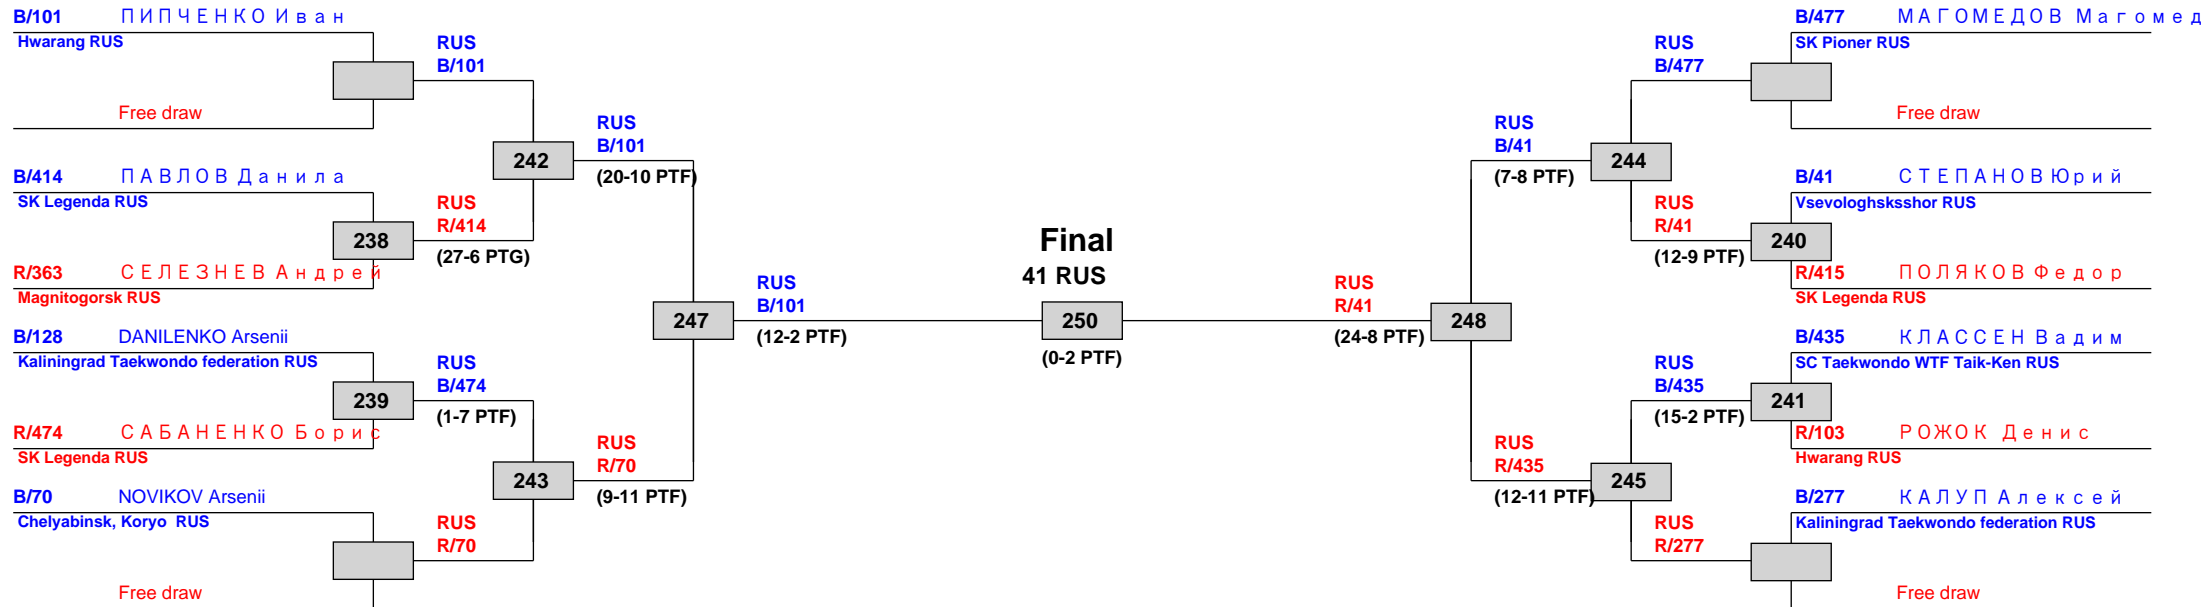 B/101 ПИПЧЕНКО Иван
Hwarang RUS
Free draw
RUS
B/101
B/414 ПАВЛОВ Данила
SK Legenda RUS
238
R/363 СЕЛЕЗНЕВ Андрей
Magnitogorsk RUS
RUS
R/414
(27-6 PTG)
242
RUS
B/101
(20-10 PTF)
B/128 DANILENKO Arsenii
Kaliningrad Taekwondo federation RUS
239
R/474 САБАНЕНКО Борис
SK Legenda RUS
RUS
B/474
(1-7 PTF)
B/70 NOVIKOV Arsenii
Chelyabinsk, Koryo RUS
Free draw
RUS
R/70
243
RUS
R/70
(9-11 PTF)
247
RUS
B/101
(12-2 PTF)
Final
41 RUS
250
(0-2 PTF)
RUS
R/41
(24-8 PTF)
248
RUS
B/41
(7-8 PTF)
244
RUS
B/477
B/477 МАГОМЕДОВ Магомед
SK Pioner RUS
Free draw
RUS
R/41
(12-9 PTF)
240
B/41 СТЕПАНОВ Юрий
Vsevologhsksshor RUS
R/415 ПОЛЯКОВ Федор
SK Legenda RUS
RUS
R/435
(12-11 PTF)
245
RUS
B/435
(15-2 PTF)
241
B/435 КЛАССЕН Вадим
SC Taekwondo WTF Taik-Ken RUS
R/103 РОЖОК Денис
Hwarang RUS
RUS
R/277
B/277 КАЛУП Алексей
Kaliningrad Taekwondo federation RUS
Free draw